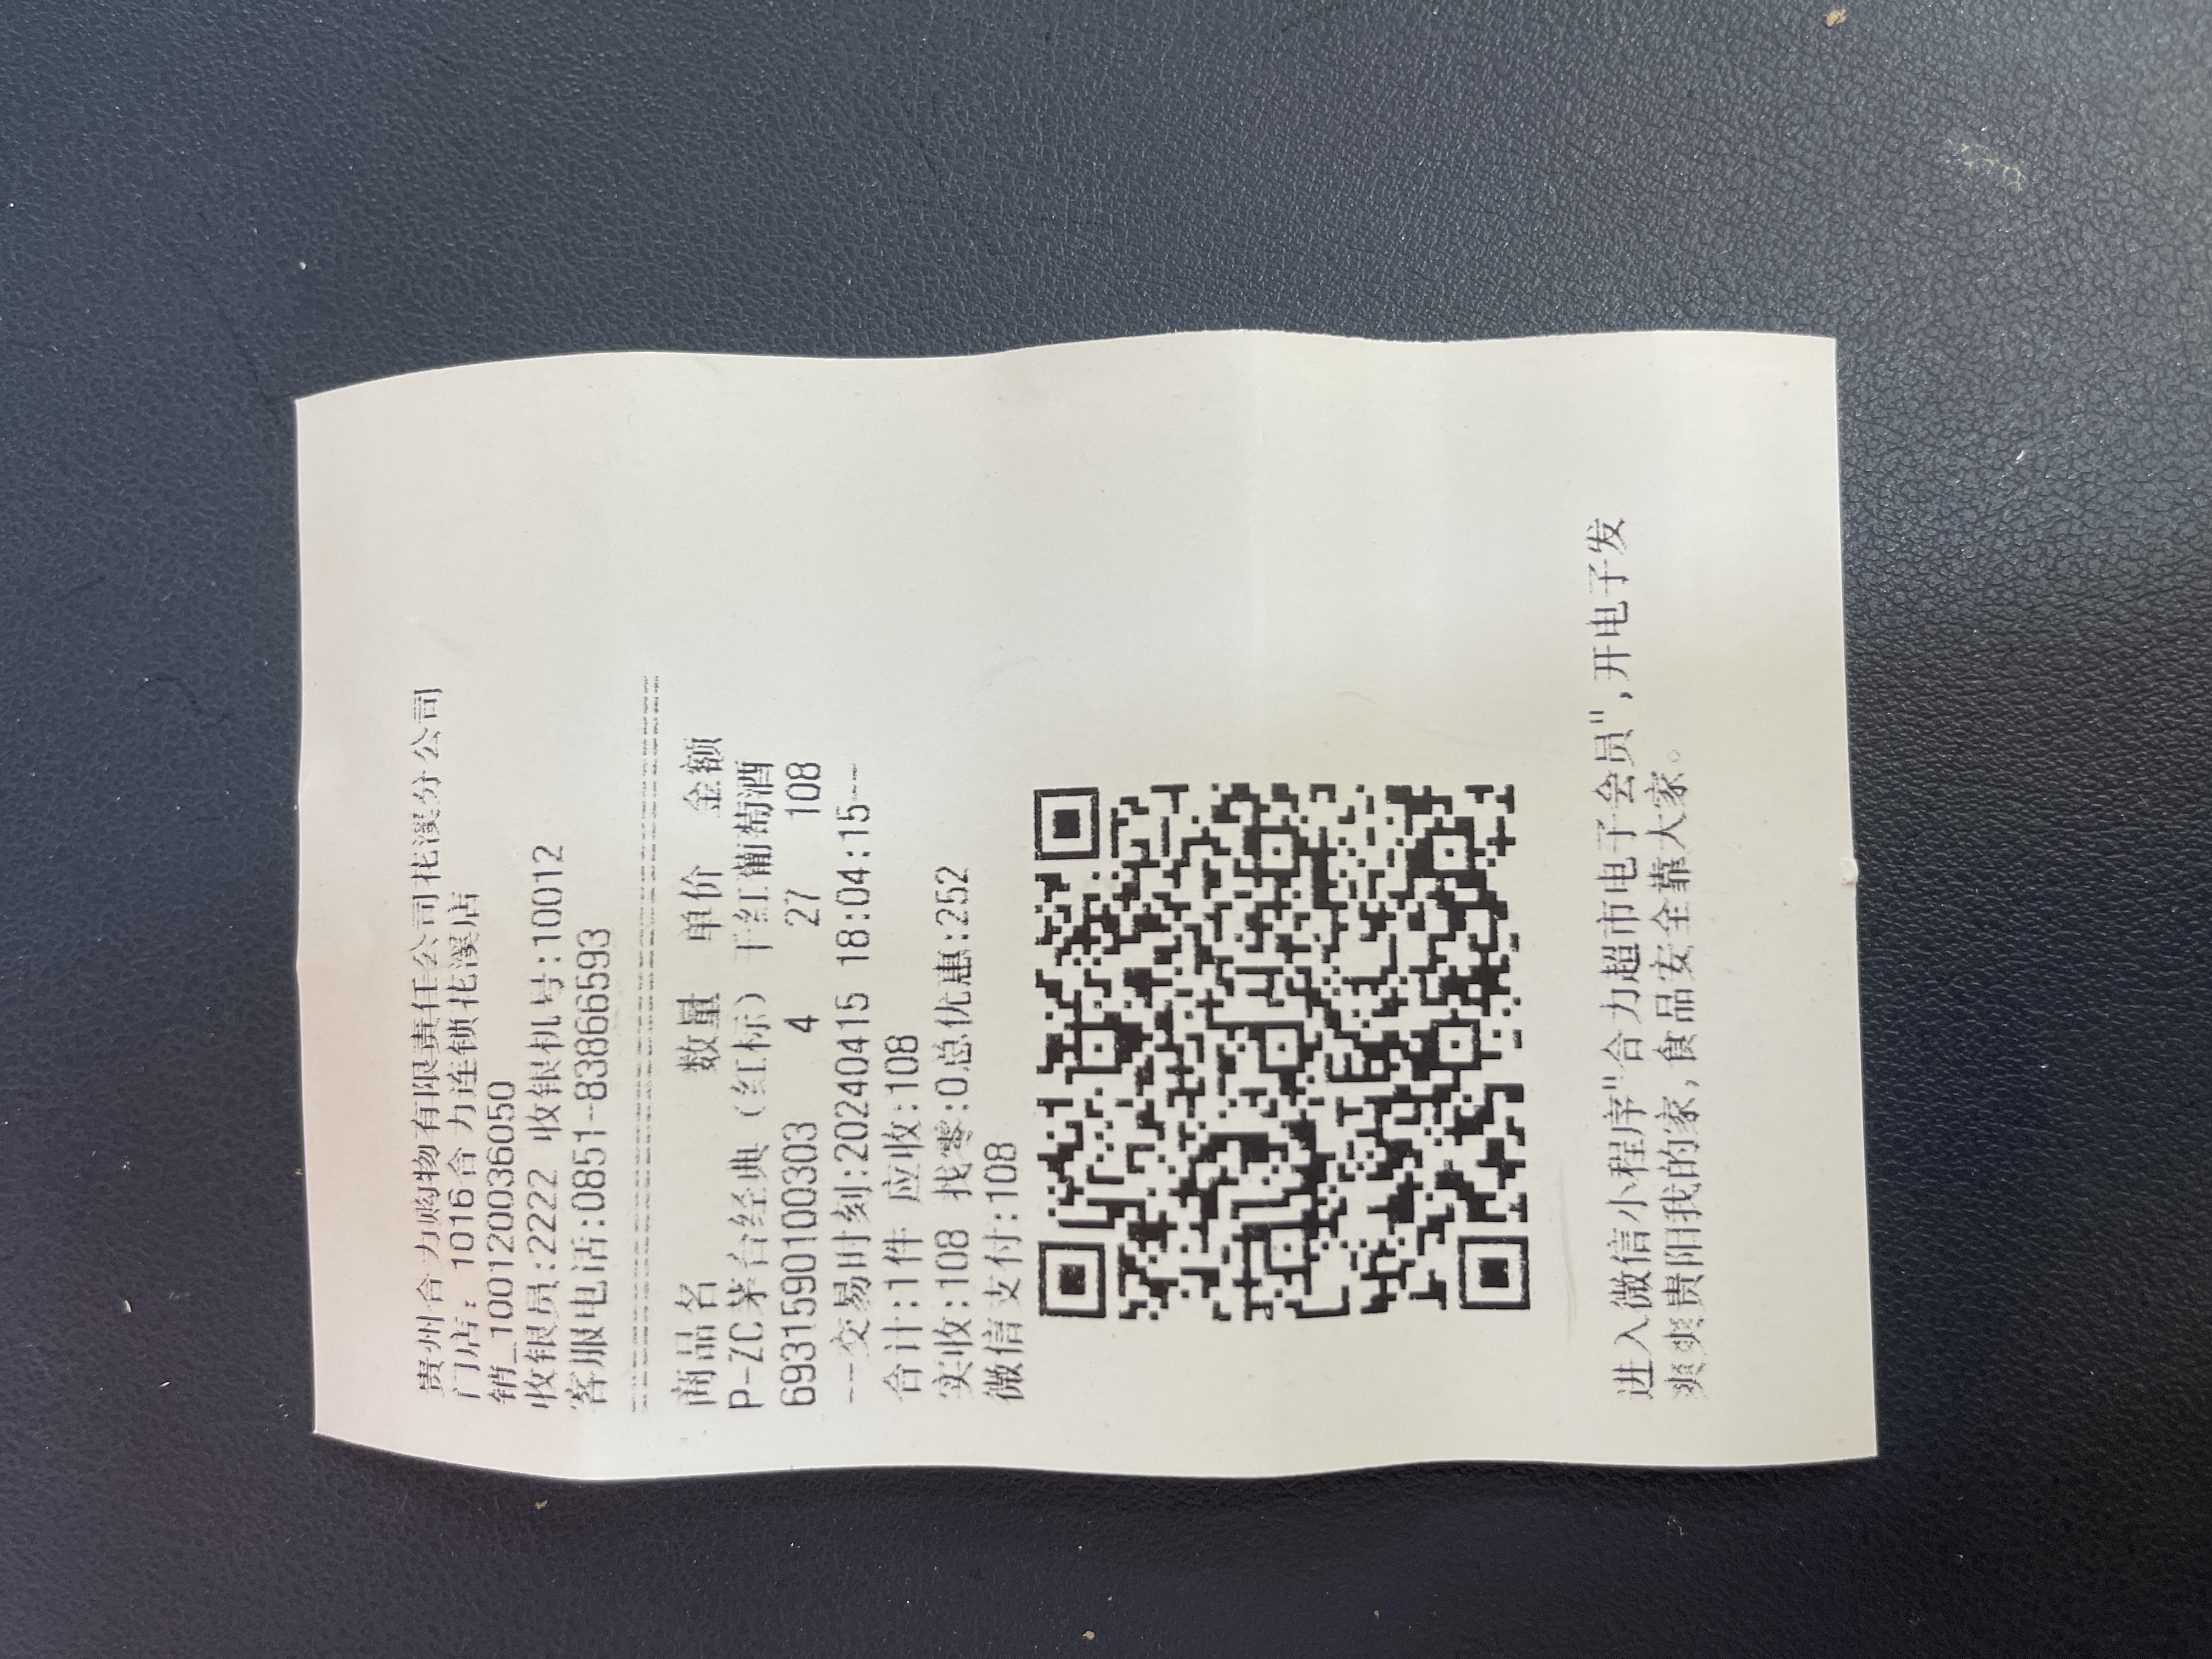 贵州合力购物有限责任公司花溪分公司
门店: 1016合力连锁花溪店
销_1001200036050
收银员:2222 收银机号:10012
客服电话:0851-83866593
商品名 数量 单价 金额
P-ZC茅台经典（红标）干红葡萄酒
6931590100303 4 27 108
---交易时刻:20240415 18:04:15--
合计:1件 应收:108
实收:108 找零:0总优惠:252
微信支付:108
进入微信小程序"合力超市电子会员",开电子发
爽爽贵阳我的家,食品安全靠大家。